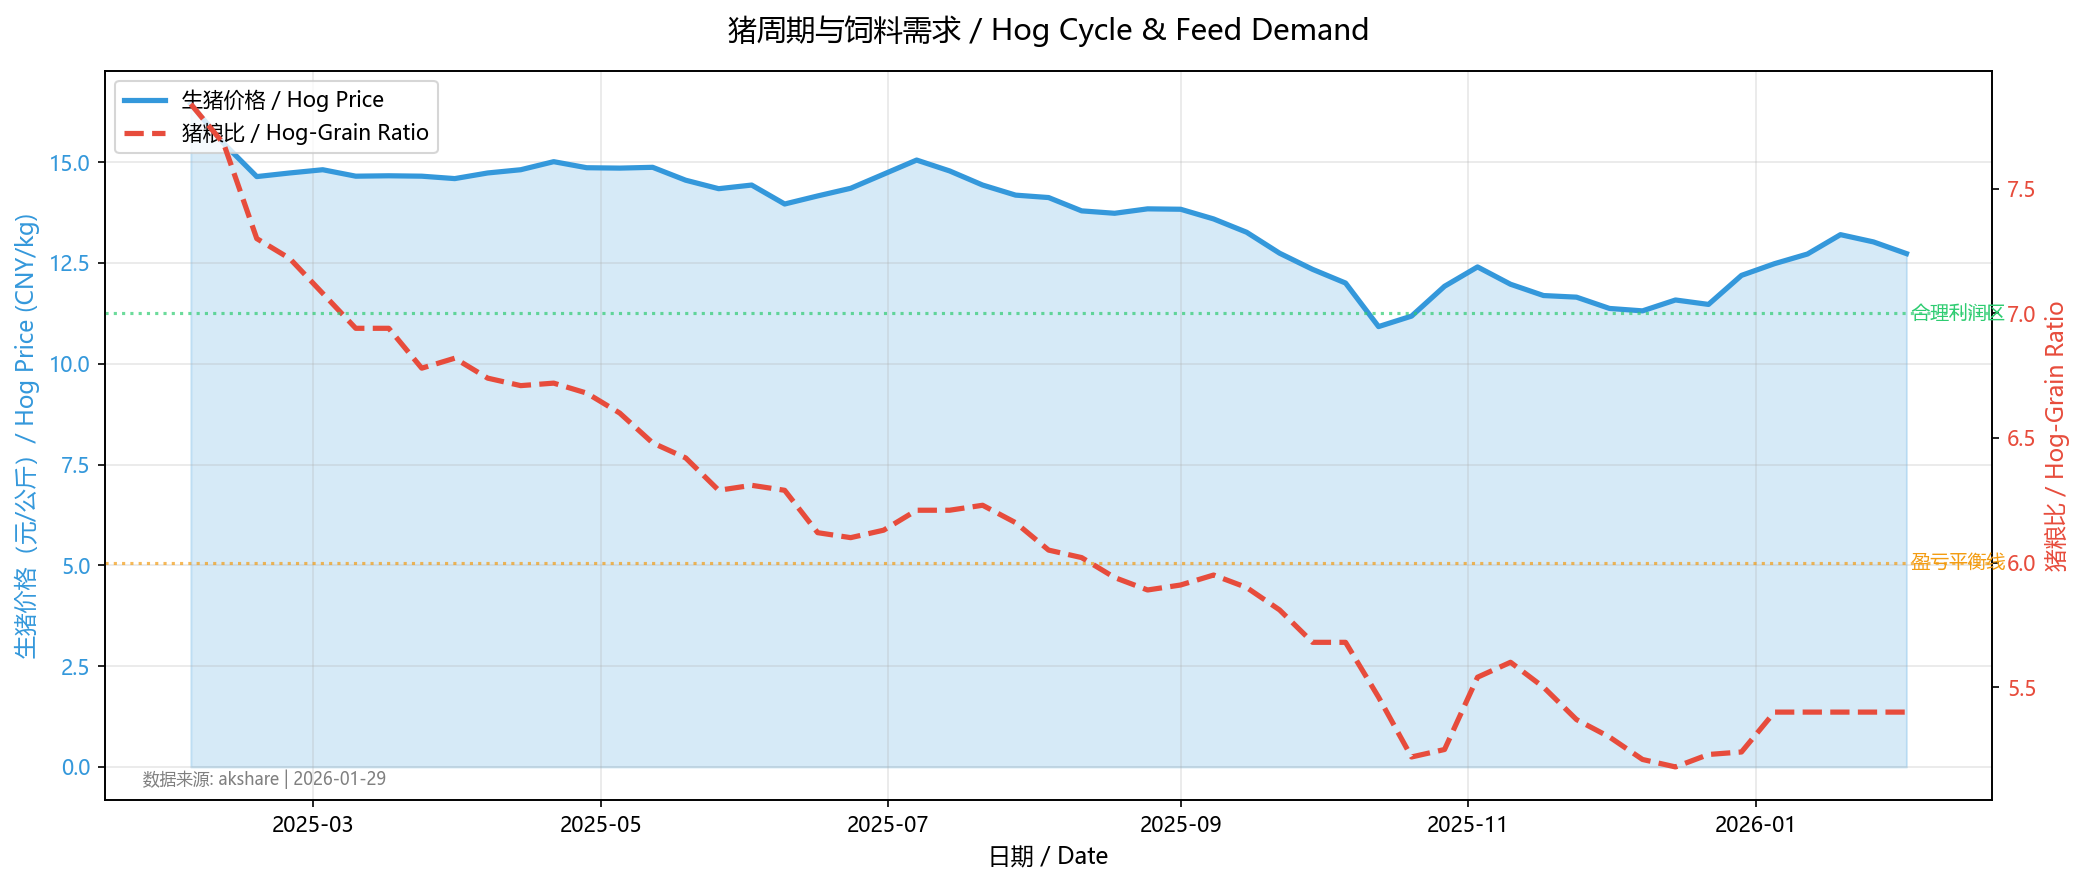 猪周期与饲料需求 / Hog Cycle & Feed Demand
生猪价格 / Hog Price
猪粮比 / Hog-Grain Ratio
生猪价格（元/公斤）/ Hog Price (CNY/kg)
15.0
12.5
10.0
7.5
5.0
2.5
0.0
7.5
7.0
6.5
6.0
5.5
猪粮比 / Hog-Grain Ratio
合理利润区
盈亏平衡线
数据来源: akshare | 2026-01-29
2025-03
2025-05
2025-07
2025-09
2025-11
2026-01
日期 / Date